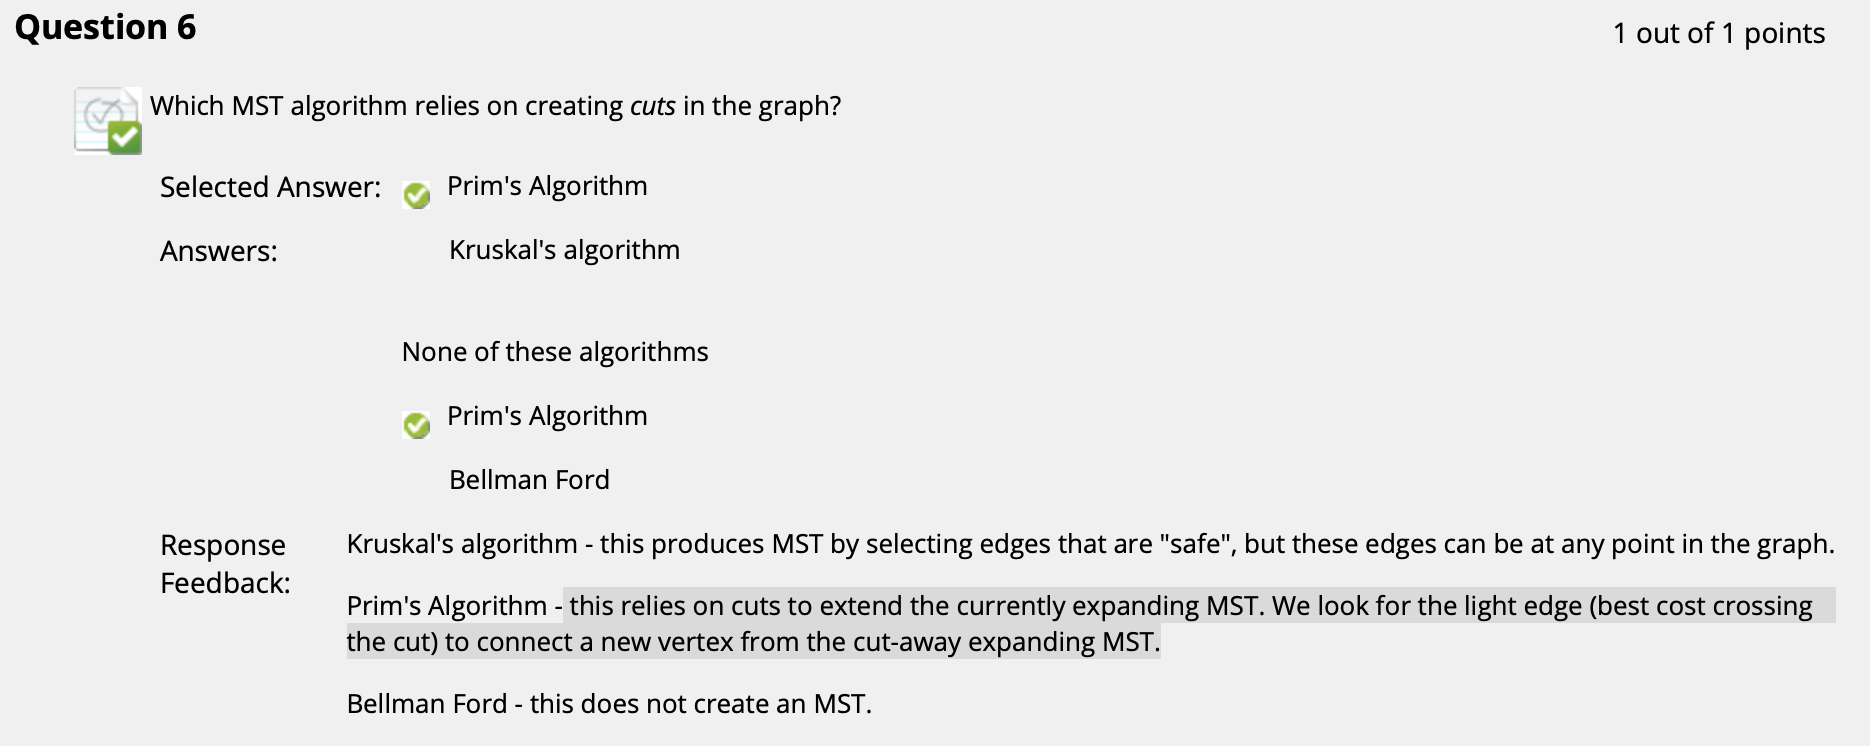 Question 6
1 out of 1 points
Which MST algorithm relies on creating cuts in the graph?
Selected Answer: Prim's Algorithm
Answers: Kruskal's algorithm
None of these algorithms
Prim's Algorithm
Bellman Ford
Response Feedback:
Kruskal's algorithm - this produces MST by selecting edges that are "safe", but these edges can be at any point in the graph.
Prim's Algorithm - this relies on cuts to extend the currently expanding MST. We look for the light edge (best cost crossing
the cut) to connect a new vertex from the cut-away expanding MST.
Bellman Ford - this does not create an MST.